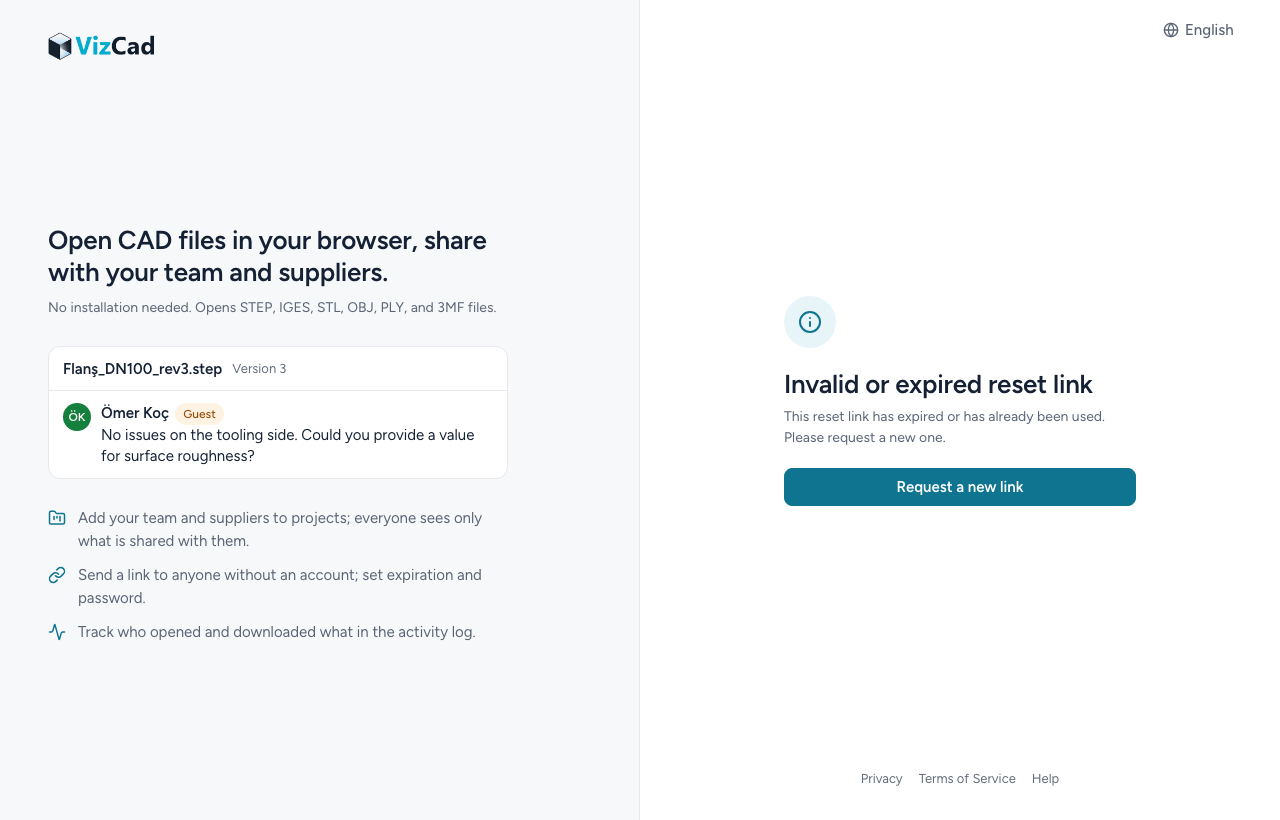 VizCad
English
Open CAD files in your browser, share
with your team and suppliers.
No installation needed. Opens STEP, IGES, STL, OBJ, PLY, and 3MF files.
Flanş_DN100_rev3.step Version 3
ÖK
Ömer Koç Guest
No issues on the tooling side. Could you provide a value
for surface roughness?
Add your team and suppliers to projects; everyone sees only
what is shared with them.
Send a link to anyone without an account; set expiration and
password.
Track who opened and downloaded what in the activity log.
Invalid or expired reset link
This reset link has expired or has already been used.
Please request a new one.
Request a new link
Privacy Terms of Service Help